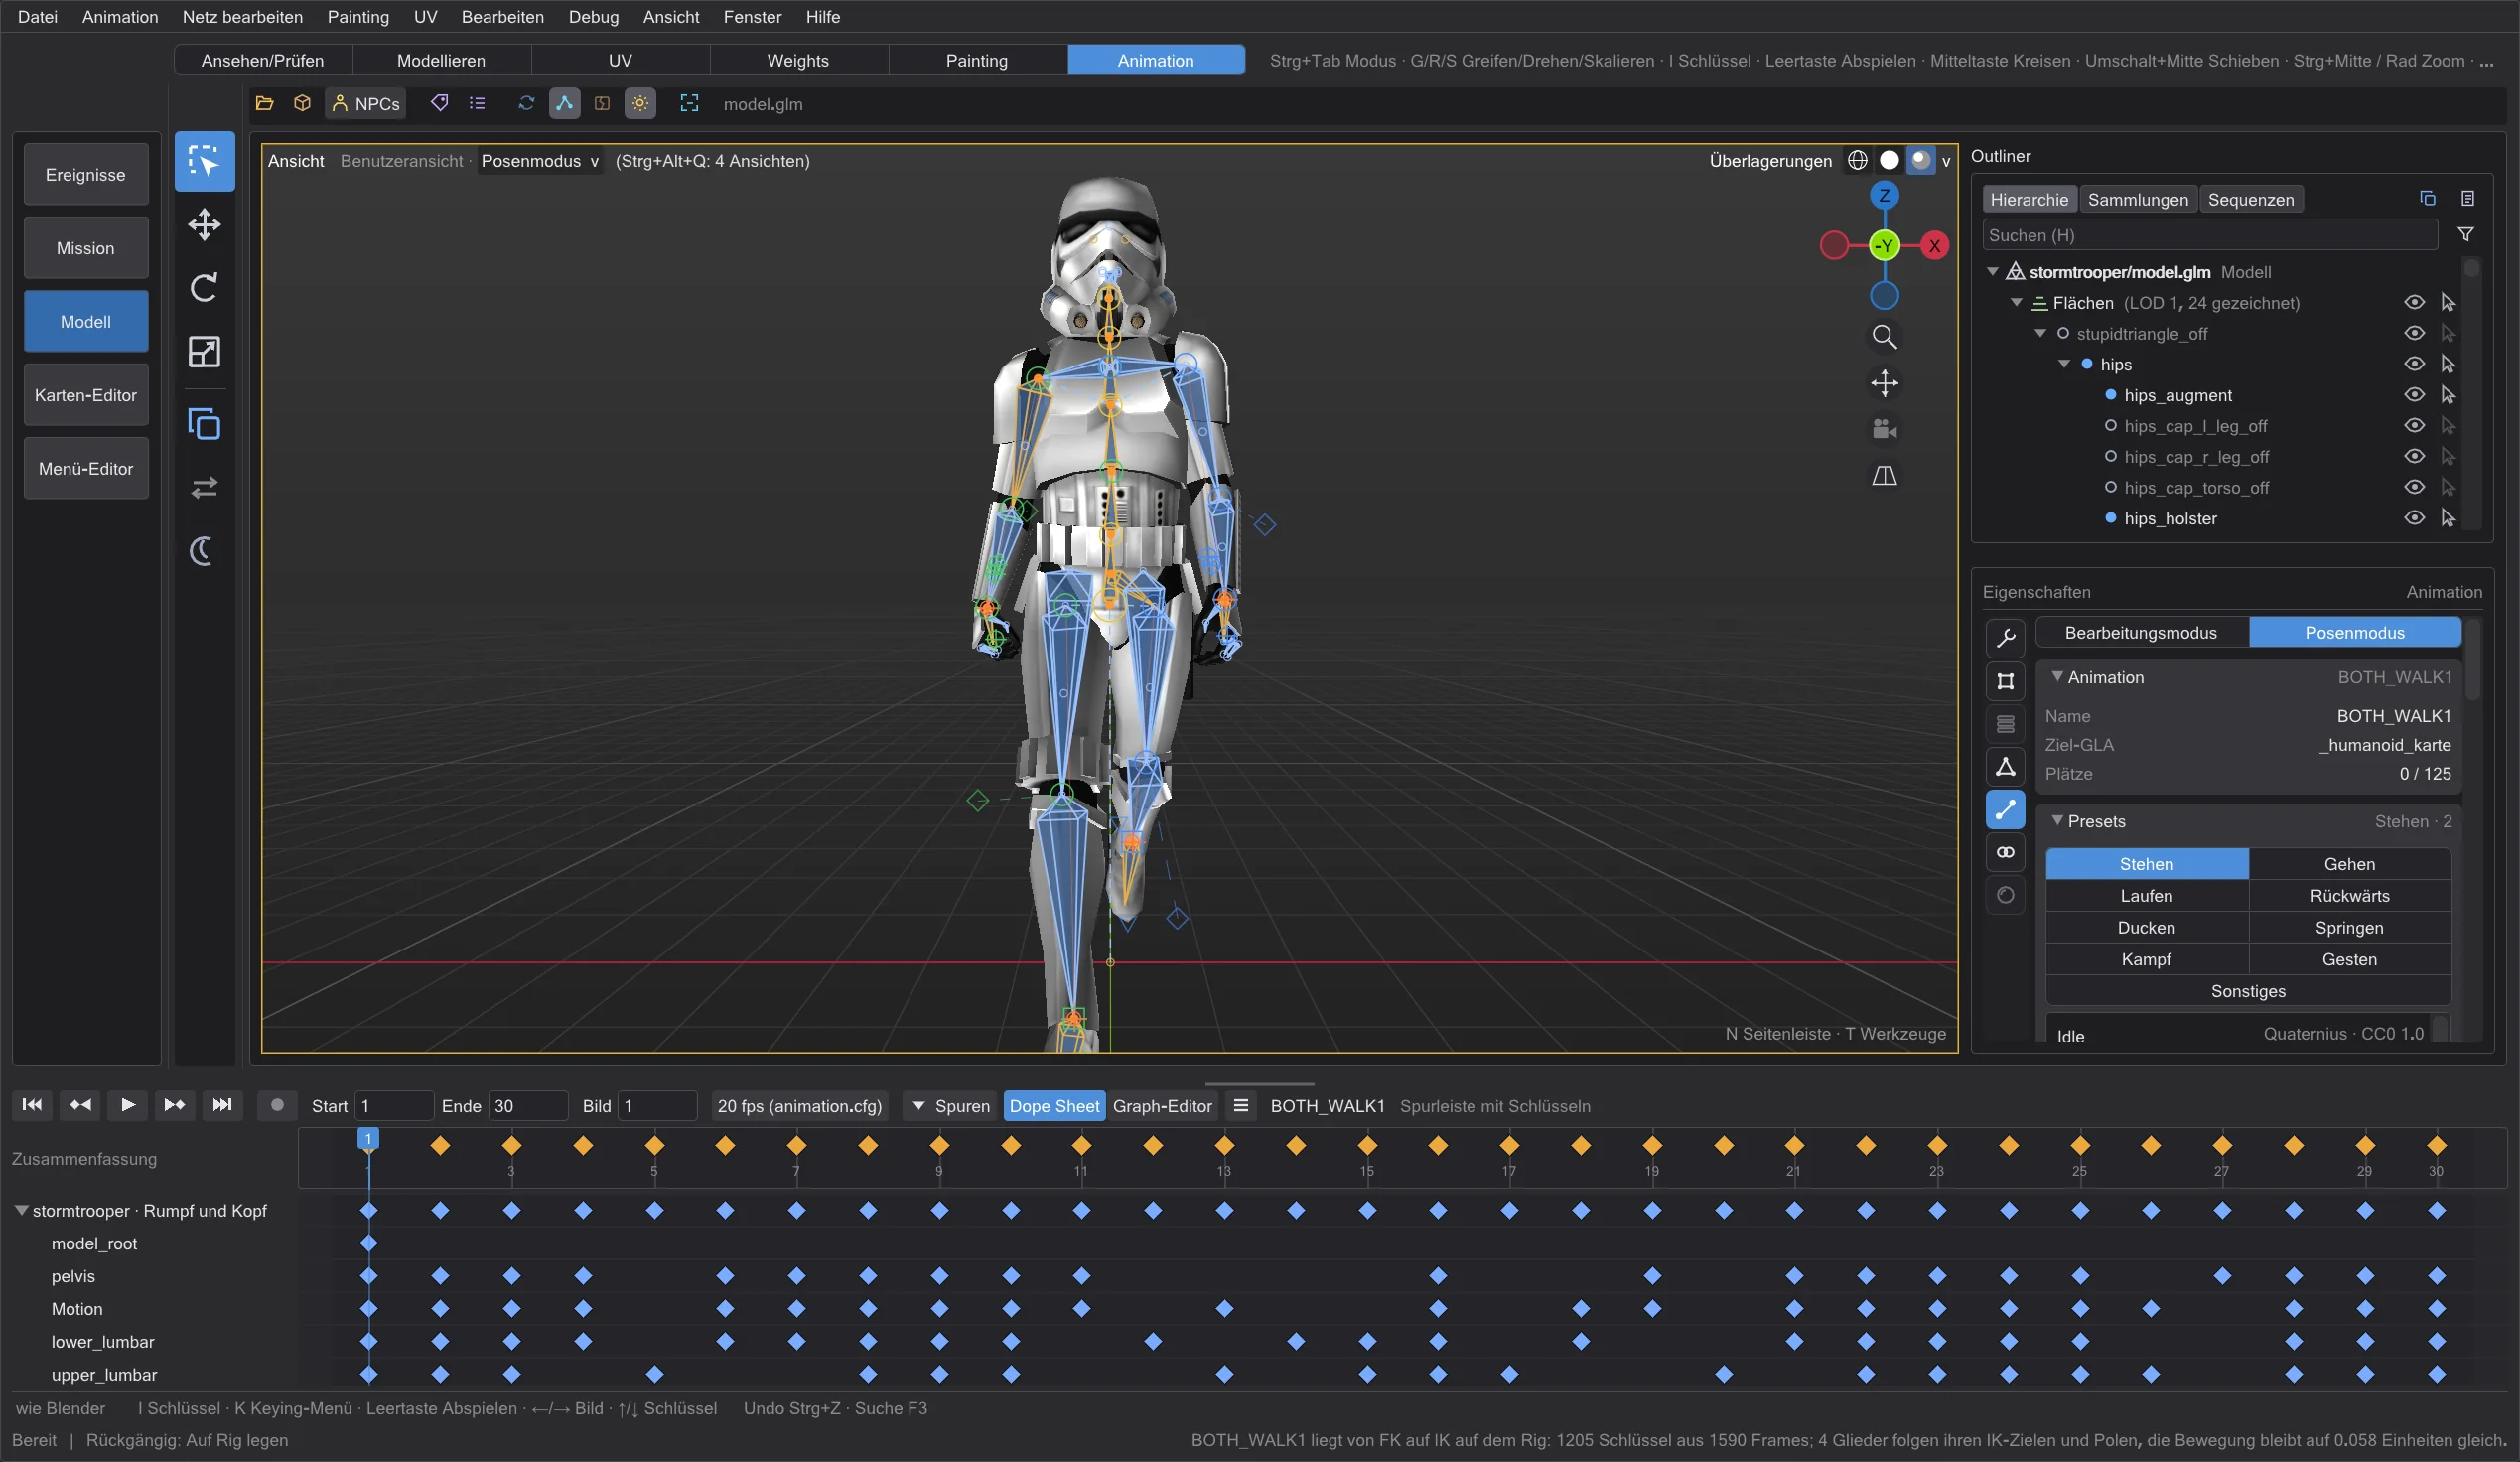 Datei Animation Netz bearbeiten Painting UV Bearbeiten Debug Ansicht Fenster Hilfe
Ansehen/Prüfen Modellieren UV Weights Painting Animation Strg+Tab Modus · G/R/S Greifen/Drehen/Skalieren · I Schlüssel · Leertaste Abspielen · Mitteltaste Kreisen · Umschalt+Mitte Schieben · Strg+Mitte / Rad Zoom · ...
NPCs model.glm
Ereignisse
Mission
Modell
Karten-Editor
Menü-Editor
Ansicht Benutzeransicht · Posenmodus v (Strg+Alt+Q: 4 Ansichten) Überlagerungen v
Z
-Y X
N Seitenleiste · T Werkzeuge
Outliner
Hierarchie Sammlungen Sequenzen
Suchen (H)
stormtrooper/model.glm Modell
Flächen (LOD 1, 24 gezeichnet)
stupidtriangle_off
hips
hips_augment
hips_cap_l_leg_off
hips_cap_r_leg_off
hips_cap_torso_off
hips_holster
Eigenschaften Animation
Bearbeitungsmodus Posenmodus
Animation BOTH_WALK1
Name BOTH_WALK1
Ziel-GLA _humanoid_karte
Plätze 0 / 125
Presets Stehen · 2
Stehen Gehen
Laufen Rückwärts
Ducken Springen
Kampf Gesten
Sonstiges
Idle Quaternius · CC0 1.0
Start 1 Ende 30 Bild 1 20 fps (animation.cfg) Spuren Dope Sheet Graph-Editor BOTH_WALK1 Spurleiste mit Schlüsseln
1
Zusammenfassung
3 5 7 9 11 13 15 17 19 21 23 25 27 29 30
stormtrooper · Rumpf und Kopf
model_root
pelvis
Motion
lower_lumbar
upper_lumbar
wie Blender I Schlüssel · K Keying-Menü · Leertaste Abspielen · ←/→ Bild · ↑/↓ Schlüssel Undo Strg+Z · Suche F3
Bereit | Rückgängig: Auf Rig legen BOTH_WALK1 liegt von FK auf IK auf dem Rig: 1205 Schlüssel aus 1590 Frames; 4 Glieder folgen ihren IK-Zielen und Polen, die Bewegung bleibt auf 0.058 Einheiten gleich.